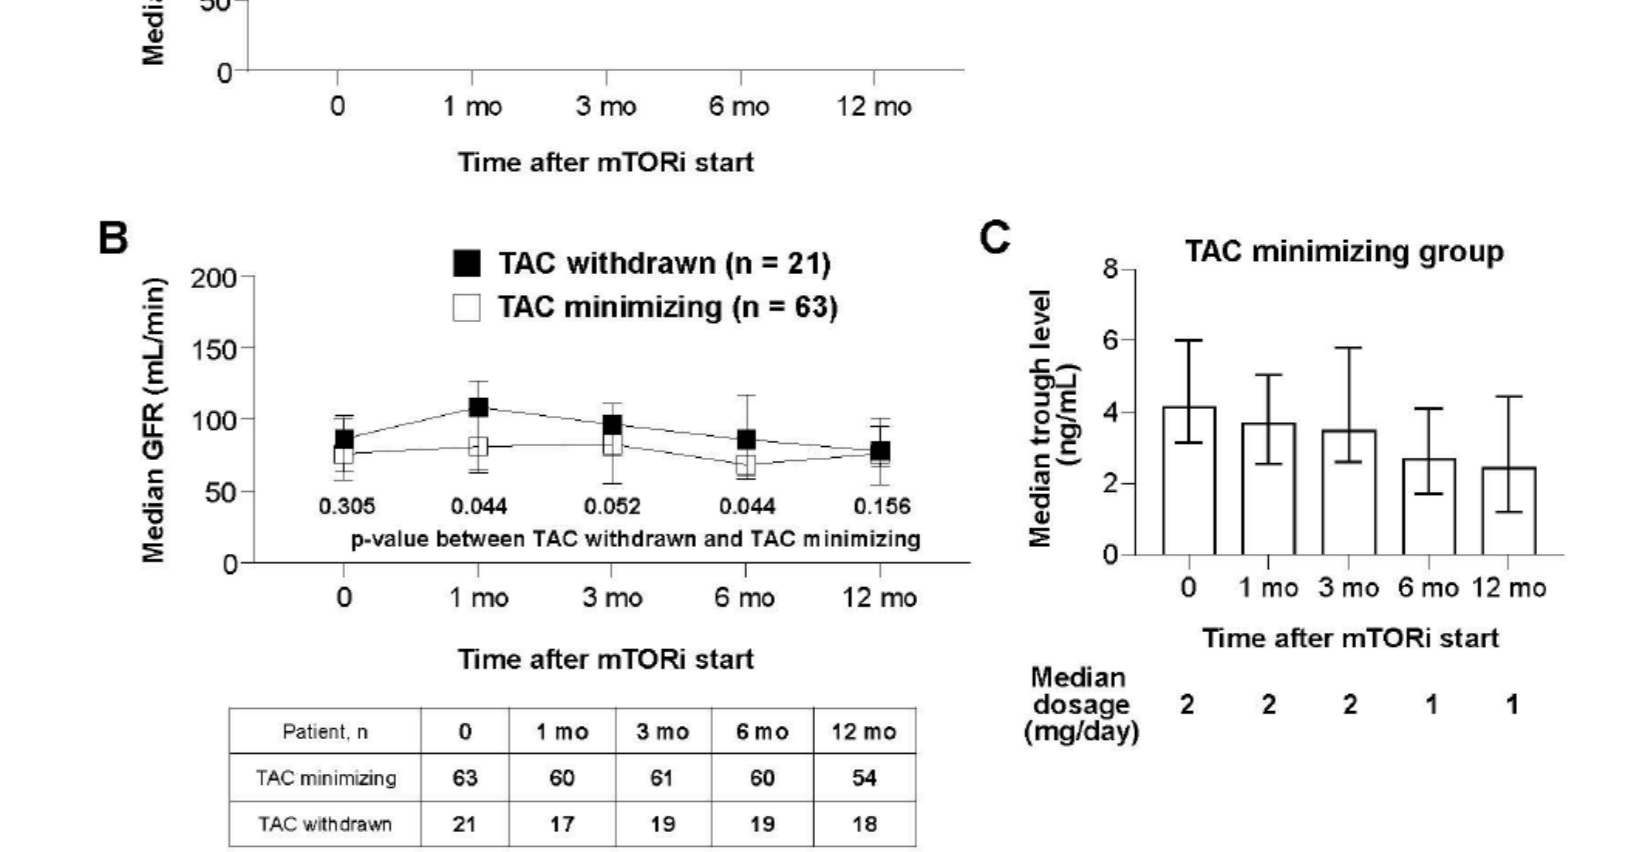 Media
50
0
0 1 mo 3 mo 6 mo 12 mo
Time after mTORi start
B
TAC withdrawn (n = 21)
TAC minimizing (n = 63)
Median GFR (mL/min)
200
150
100
50
0
0.305 0.044 0.052 0.044 0.156
p-value between TAC withdrawn and TAC minimizing
0 1 mo 3 mo 6 mo 12 mo
Time after mTORi start
Patient, n 0 1 mo 3 mo 6 mo 12 mo
TAC minimizing 63 60 61 60 54
TAC withdrawn 21 17 19 19 18
C
TAC minimizing group
Median trough level
(ng/mL)
8
6
4
2
0
0 1 mo 3 mo 6 mo 12 mo
Time after mTORi start
Median
dosage 2 2 2 1 1
(mg/day)